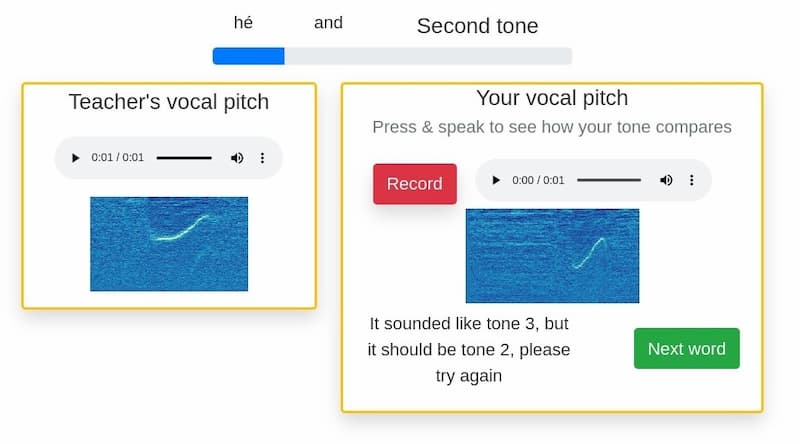 hé and Second tone
Teacher's vocal pitch
0:01 / 0:01
Your vocal pitch
Press & speak to see how your tone compares
Record
0:00 / 0:01
It sounded like tone 3, but
it should be tone 2, please
try again
Next word